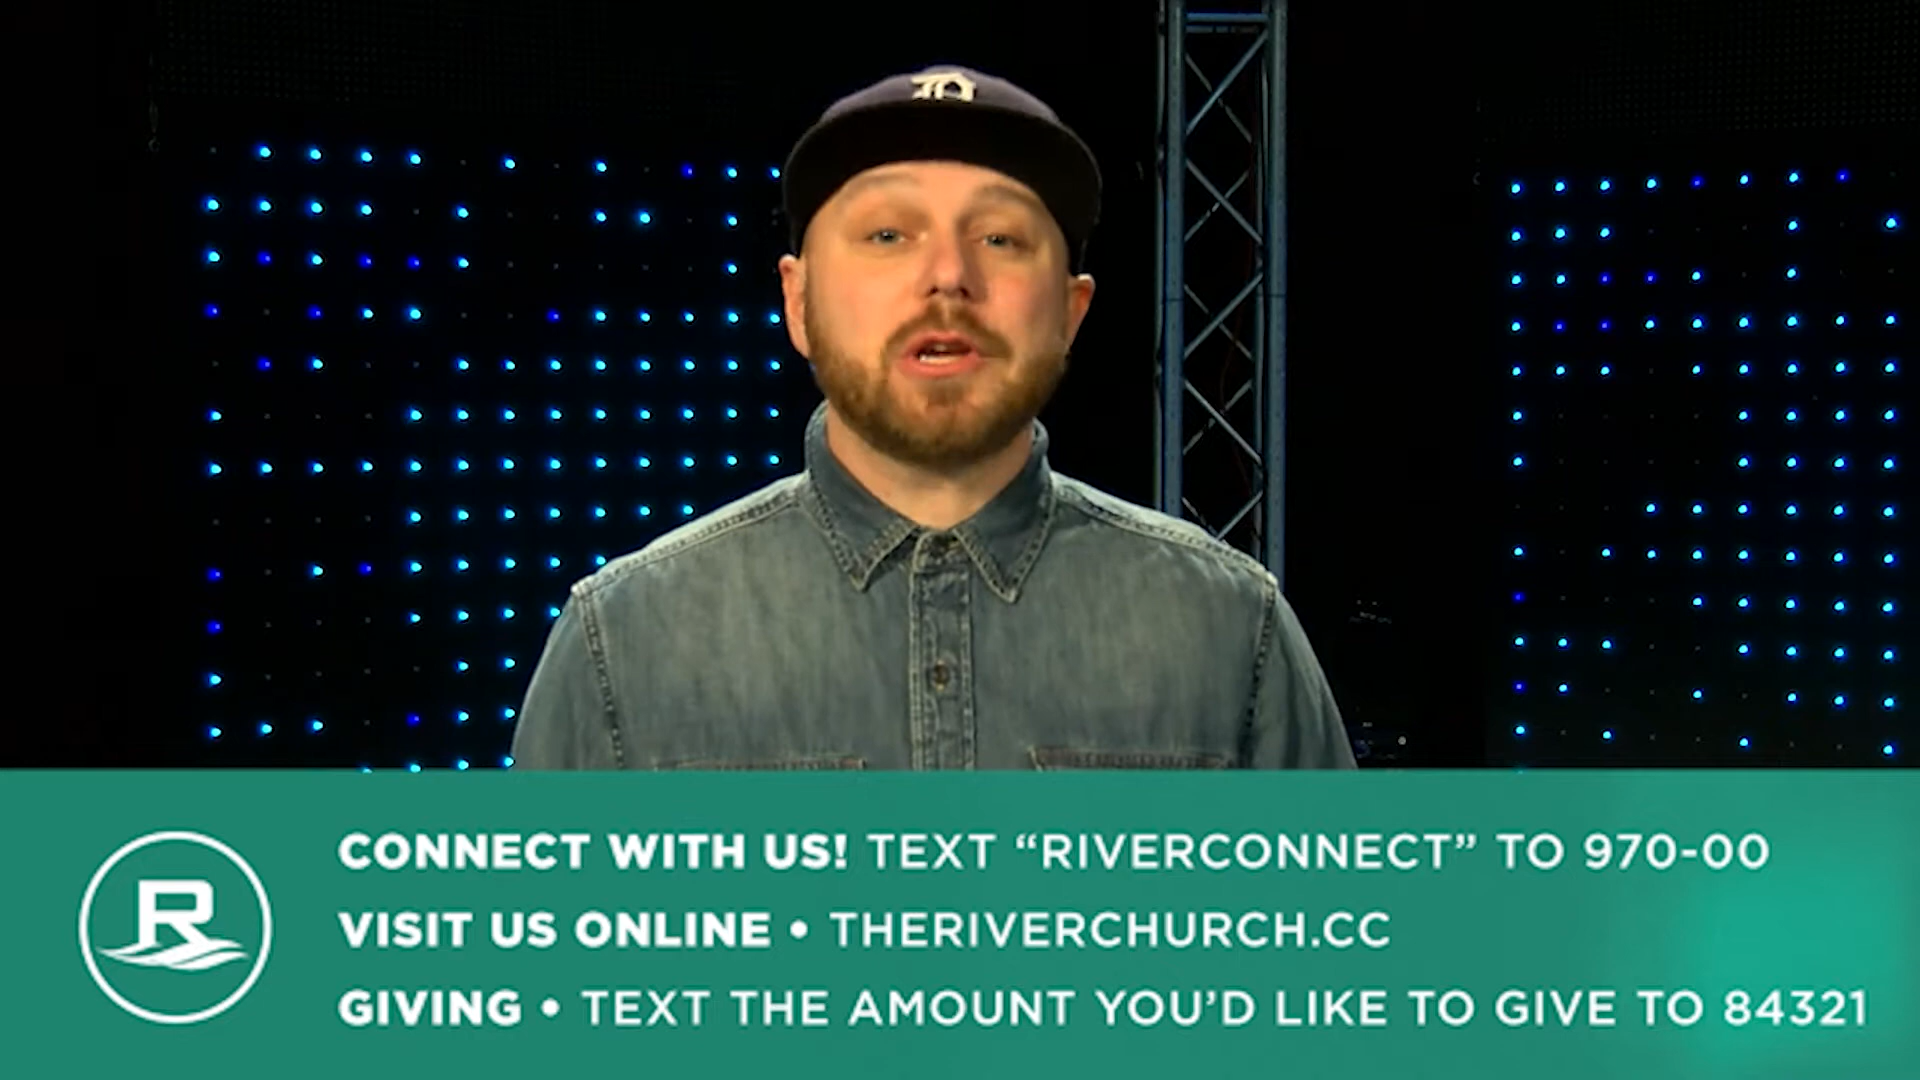 D
CONNECT WITH US! TEXT “RIVERCONNECT” TO 970-00
VISIT US ONLINE • THERIVERCHURCH.CC
GIVING • TEXT THE AMOUNT YOU’D LIKE TO GIVE TO 84321
R